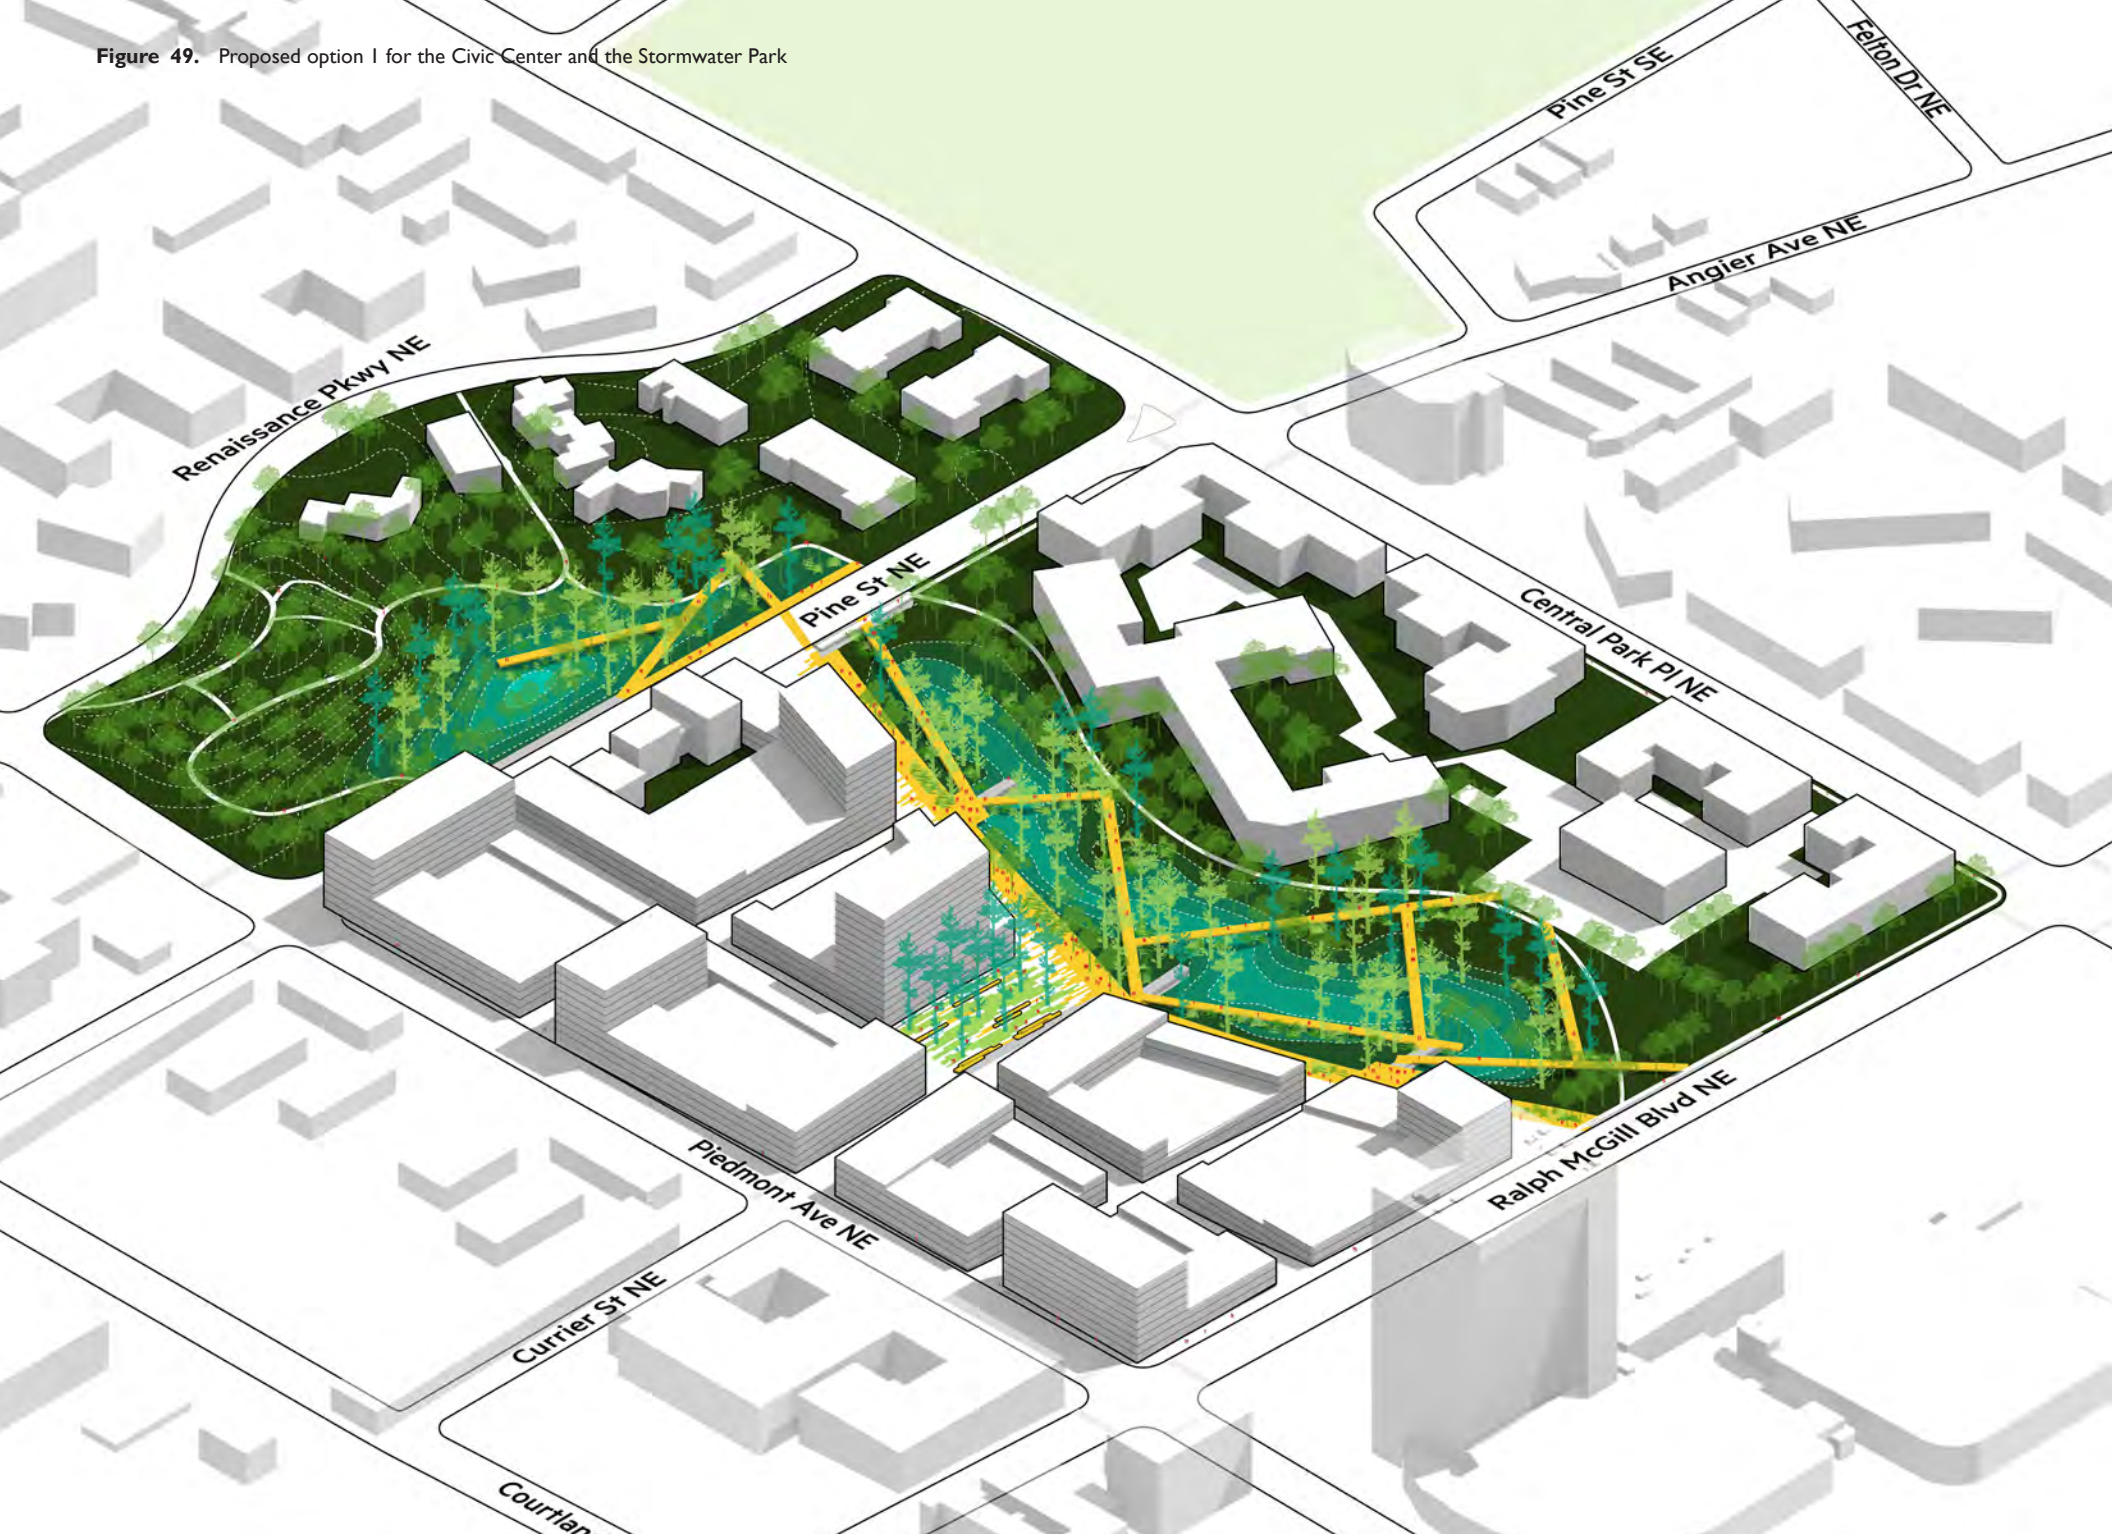 Figure 49. Proposed option 1 for the Civic Center and the Stormwater Park
Pine St SE
Felton Dr NE
Angier Ave NE
Renaissance Pkwy NE
Pine St NE
Central Park Pl NE
Ralph McGill Blvd NE
Piedmont Ave NE
Currier St NE
Courtlan